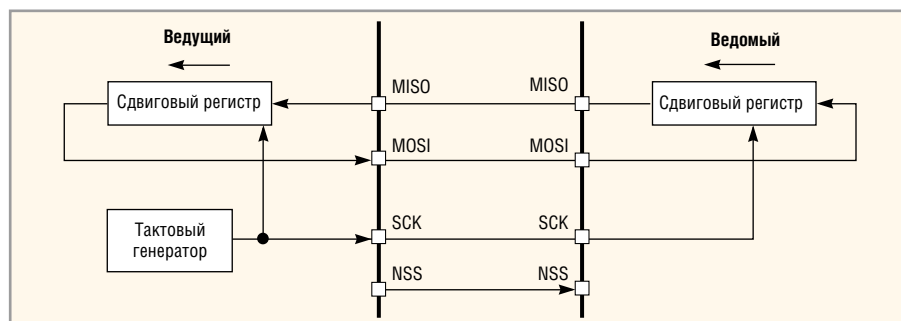 Ведущий
Ведомый
MISO
MISO
Сдвиговый регистр
Сдвиговый регистр
MOSI
MOSI
SCK
SCK
Тактовый
генератор
NSS
NSS